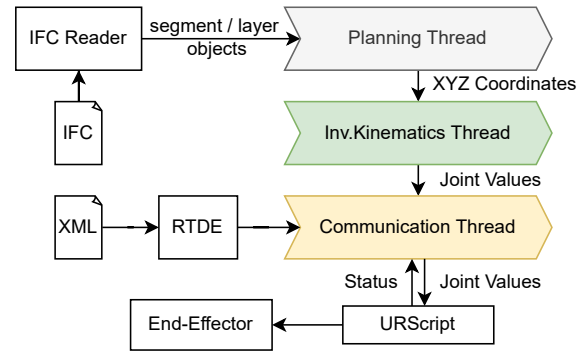 IFC Reader
segment / layer
objects
Planning Thread
XYZ Coordinates
IFC
Inv.Kinematics Thread
Joint Values
XML
RTDE
Communication Thread
Status
Joint Values
End-Effector
URScript